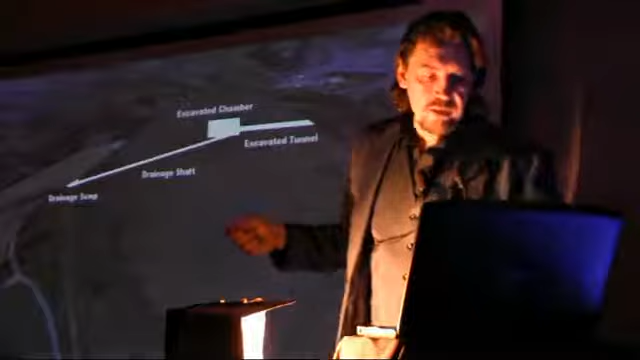 Excavated Chamber
Excavated Tunnel
Drainage Shaft
Drainage Sump